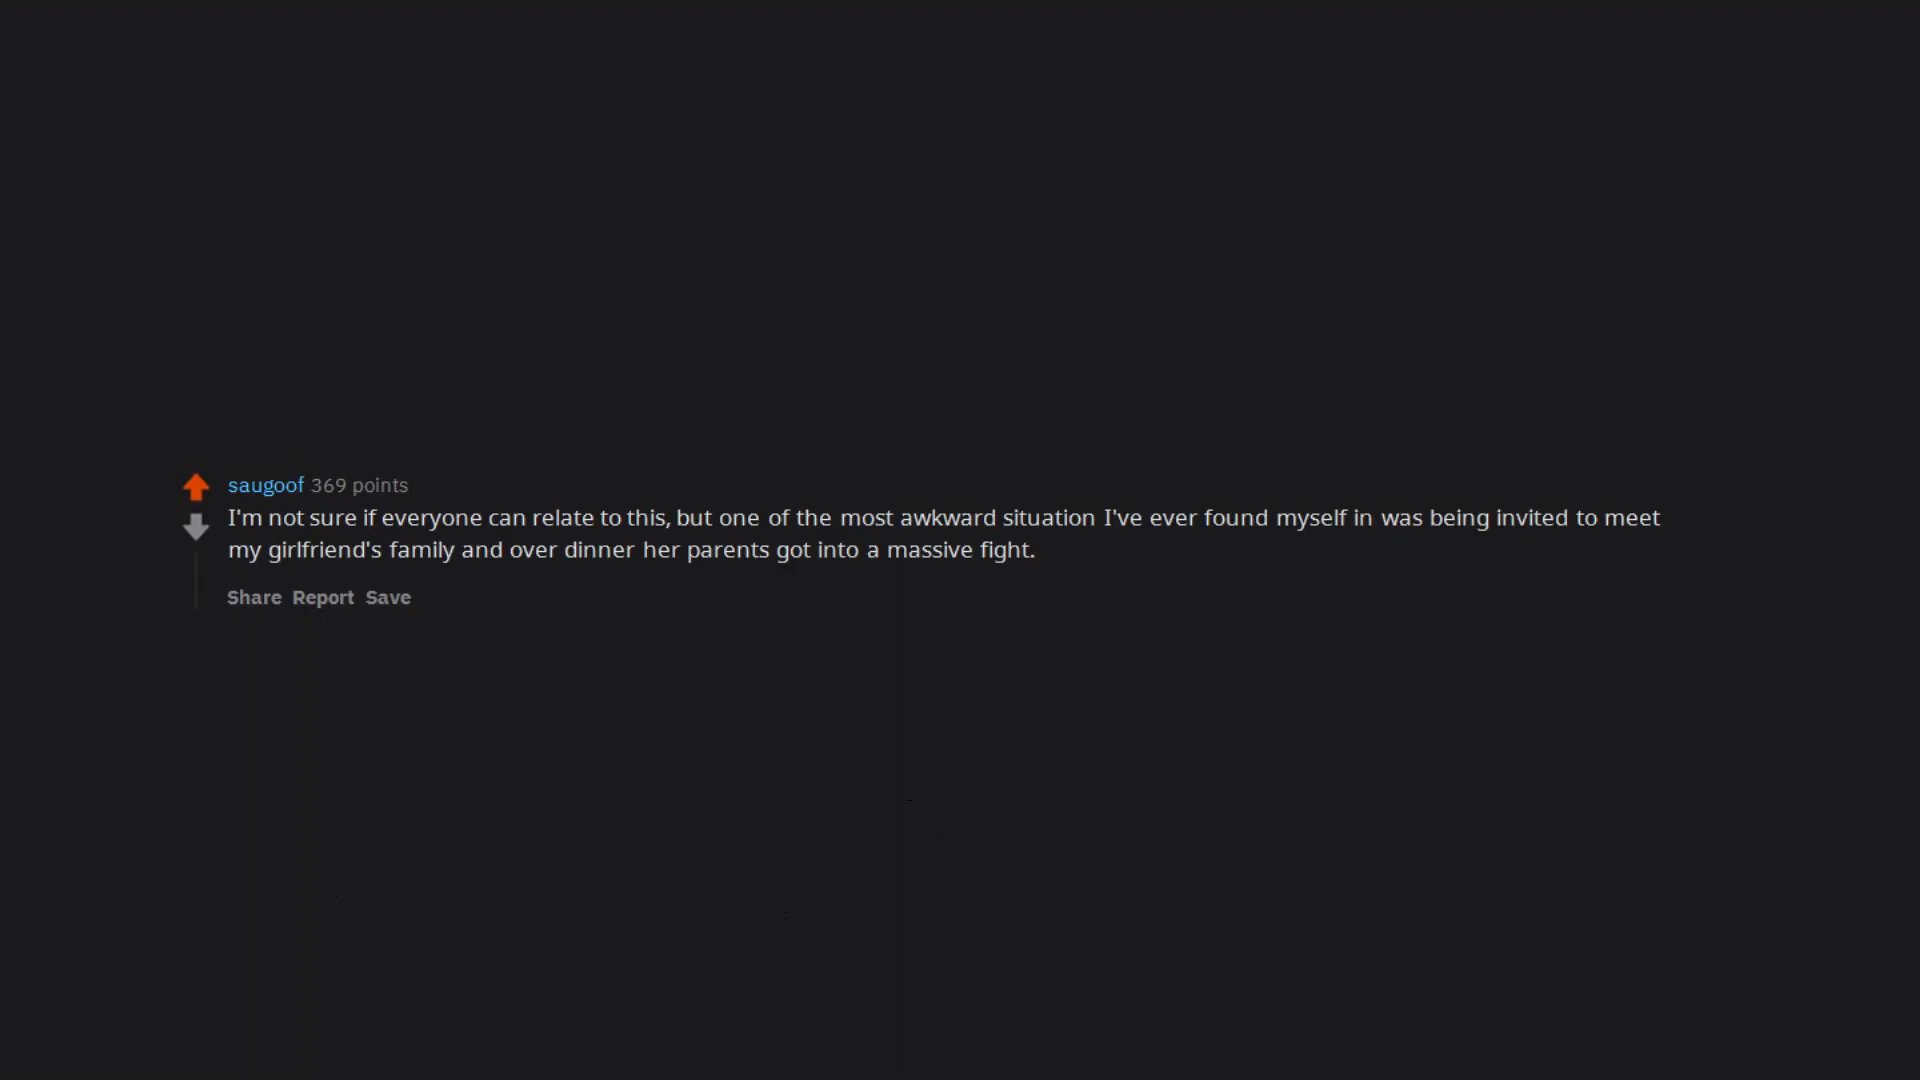 saugoof 369 points
I'm not sure if everyone can relate to this, but one of the most awkward situation I've ever found myself in was being invited to meet
my girlfriend's family and over dinner her parents got into a massive fight.
Share Report Save